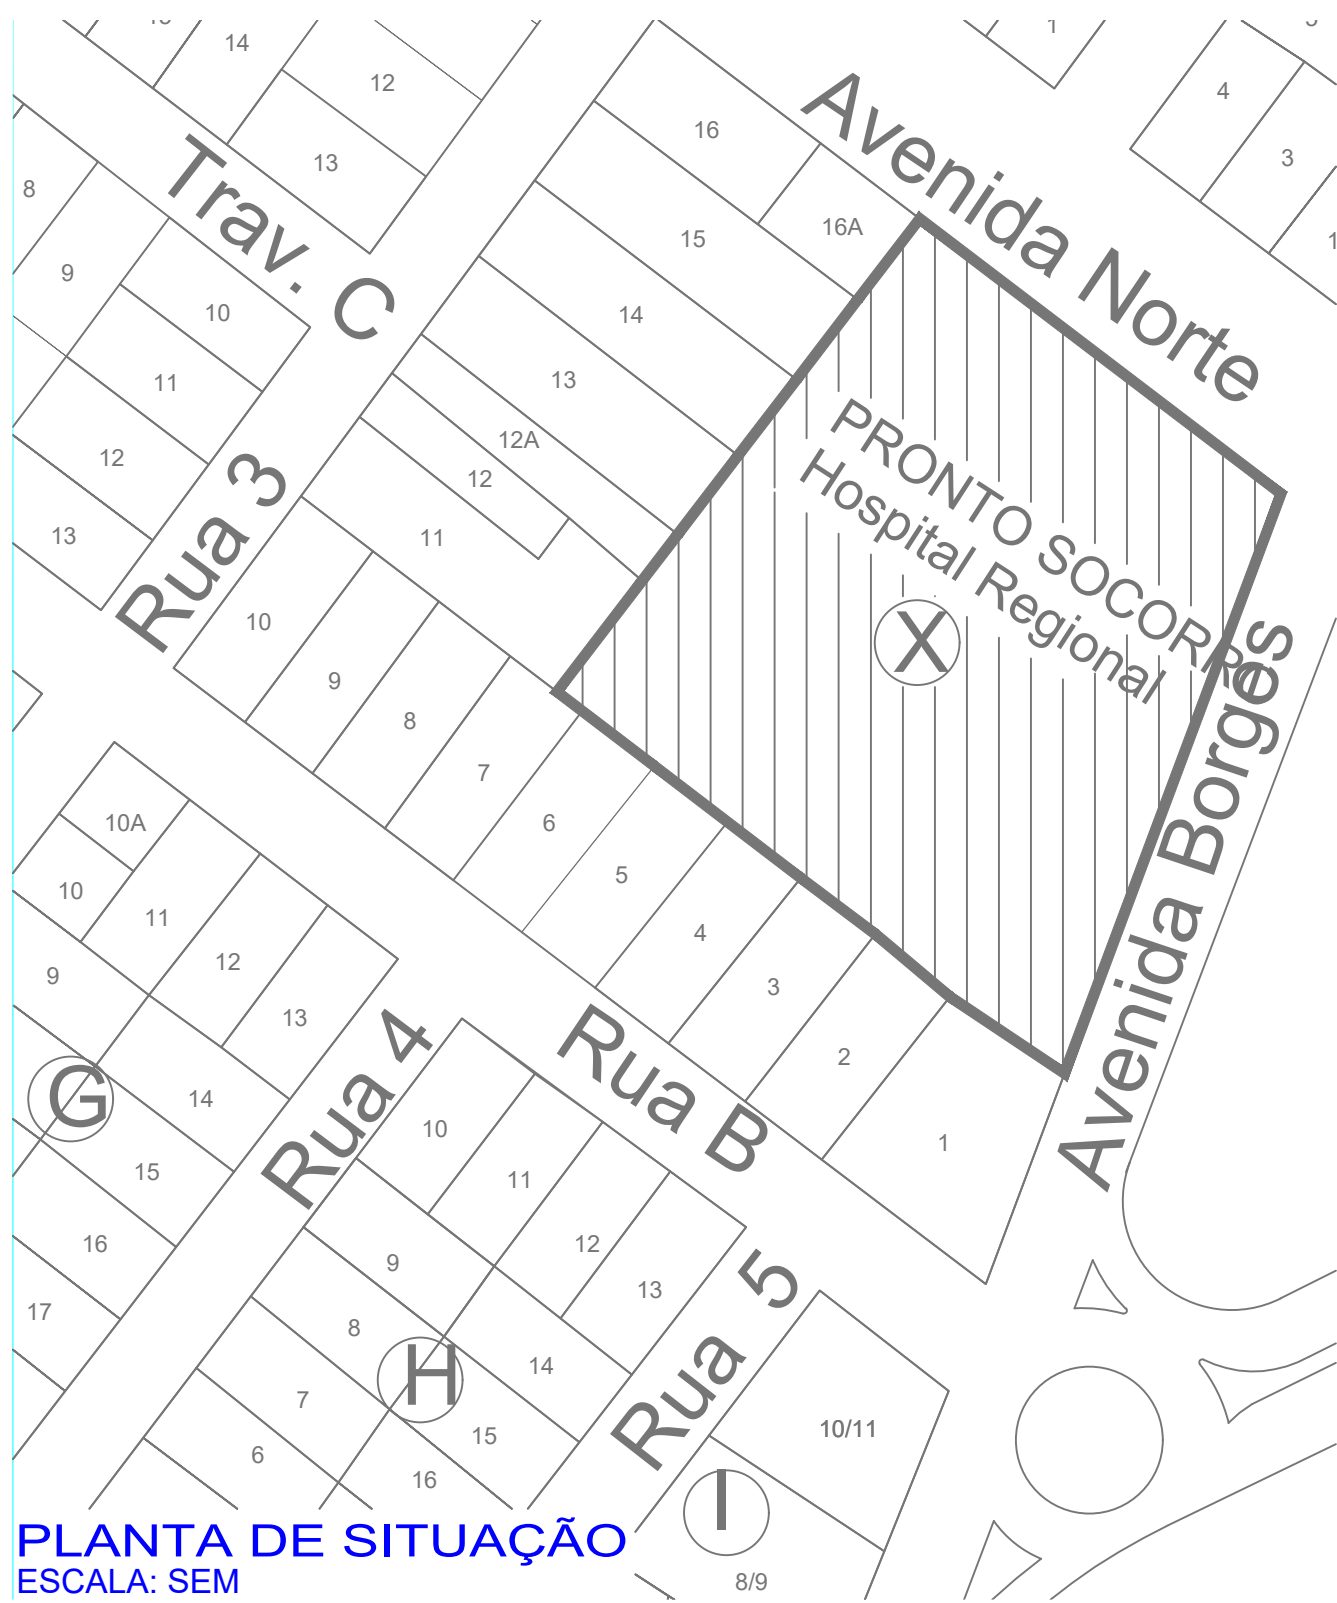 14
12
13
1
4
3
1
Avenida Norte
16
16A
15
14
13
12A
12
11
Trav. C
8
9
10
11
12
13
Rua 3
PRONTO SOCORRO
Hospital Regional
X
Avenida Borges
10
9
8
7
6
5
4
3
2
1
10A
10
11
12
13
9
G
14
15
16
17
Rua 4
Rua B
10
11
12
13
9
8
H
14
7
15
6
16
Rua 5
10/11
I
8/9
PLANTA DE SITUAÇÃO
ESCALA: SEM